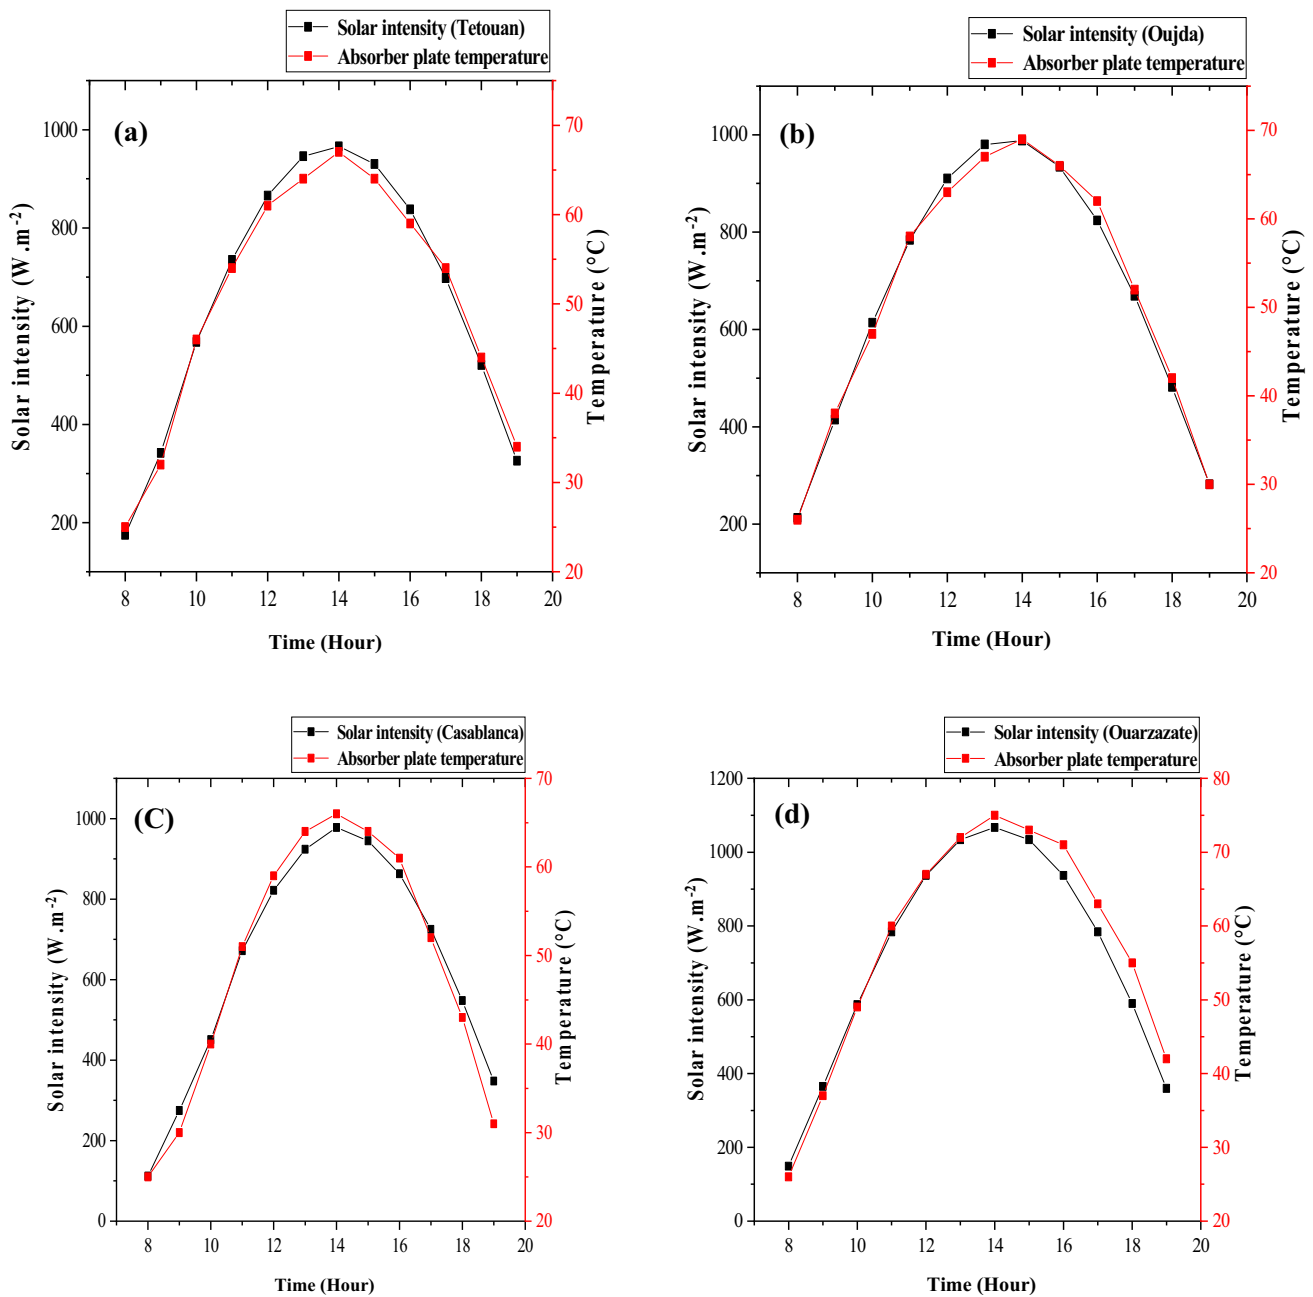 Solar intensity (Tetouan)
Absorber plate temperature
(a)
1000
800
600
400
200
70
60
50
40
30
20
8 10 12 14 16 18 20
Solar intensity (W.m-2)
Temperature (°C)
Time (Hour)
Solar intensity (Oujda)
Absorber plate temperature
(b)
1000
800
600
400
200
70
60
50
40
30
20
8 10 12 14 16 18 20
Solar intensity (W.m-2)
Temperature (°C)
Time (Hour)
Solar intensity (Casablanca)
Absorber plate temperature
(C)
1000
800
600
400
200
0
70
60
50
40
30
20
8 10 12 14 16 18 20
Solar intensity (W.m-2)
Temperature (°C)
Time (Hour)
Solar intensity (Ouarzazate)
Absorber plate temperature
(d)
1200
1000
800
600
400
200
0
80
70
60
50
40
30
20
8 10 12 14 16 18 20
Solar intensity (W.m-2)
Temperature (°C)
Time (Hour)